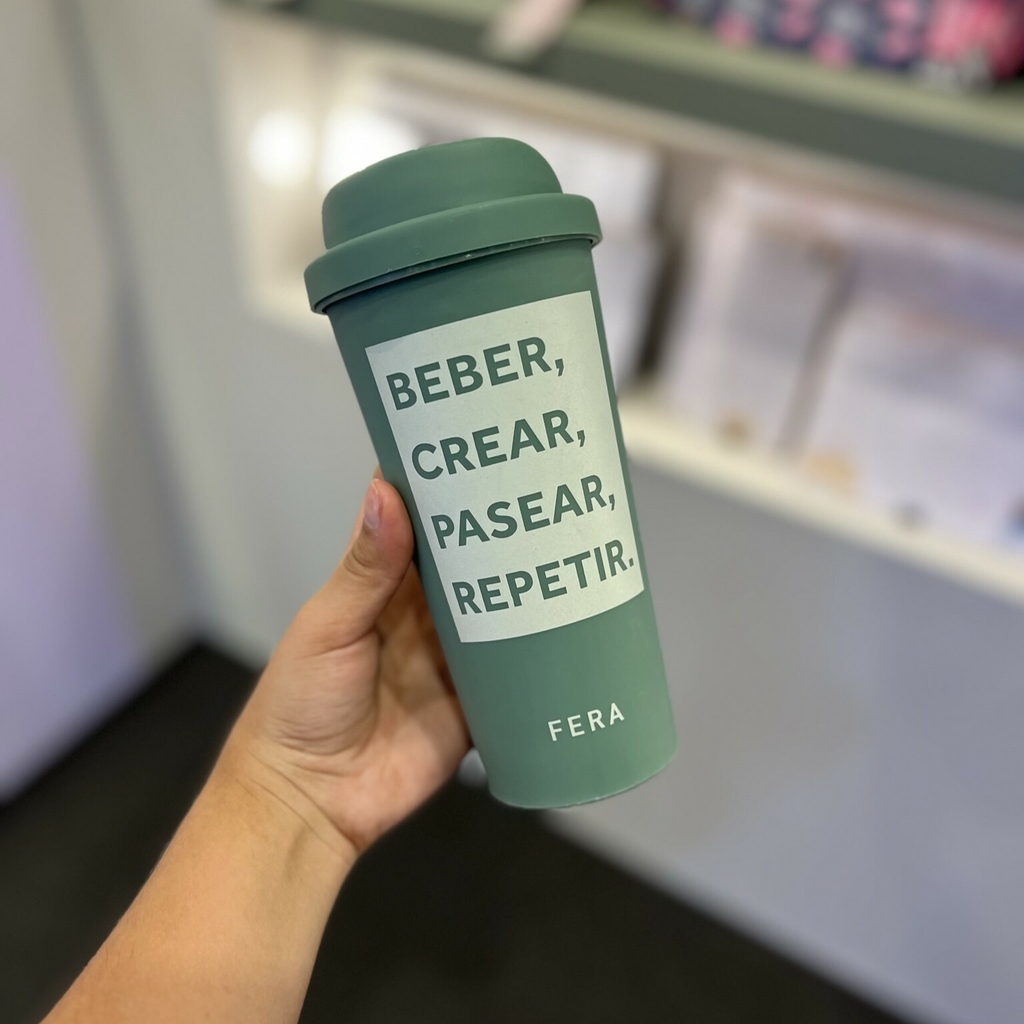 BEBER,
CREAR,
PASEAR,
REPETIR.
FERA